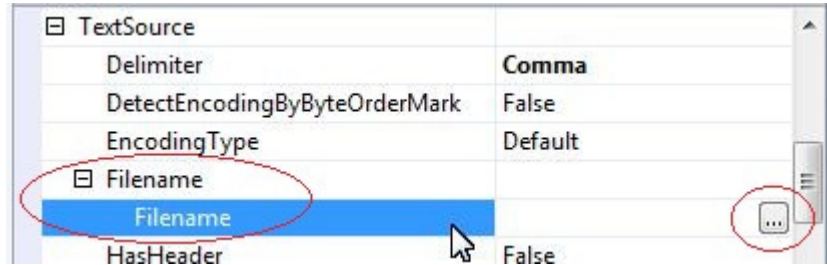 TextSource
Delimiter Comma
DetectEncodingByByteOrderMark False
EncodingType Default
Filename
Filename ...
HasHeader False